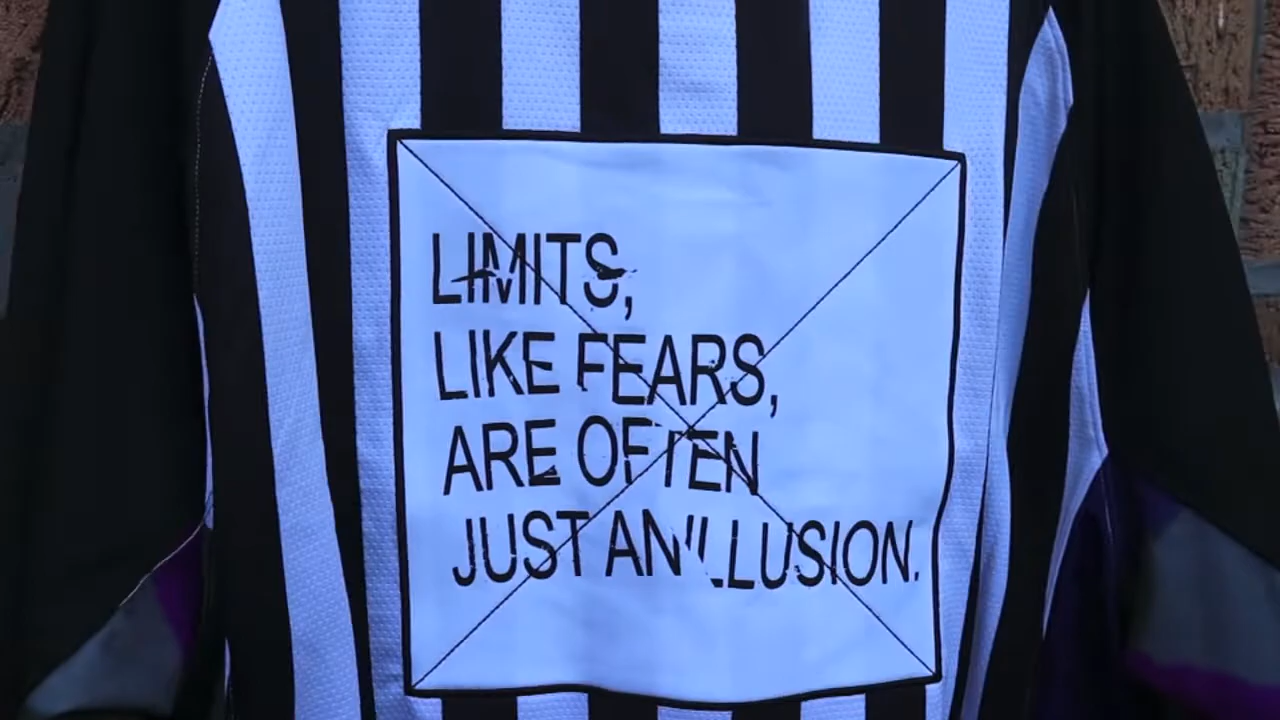 LIMITS,
LIKE FEARS,
ARE OFTEN
JUST AN ILLUSION.